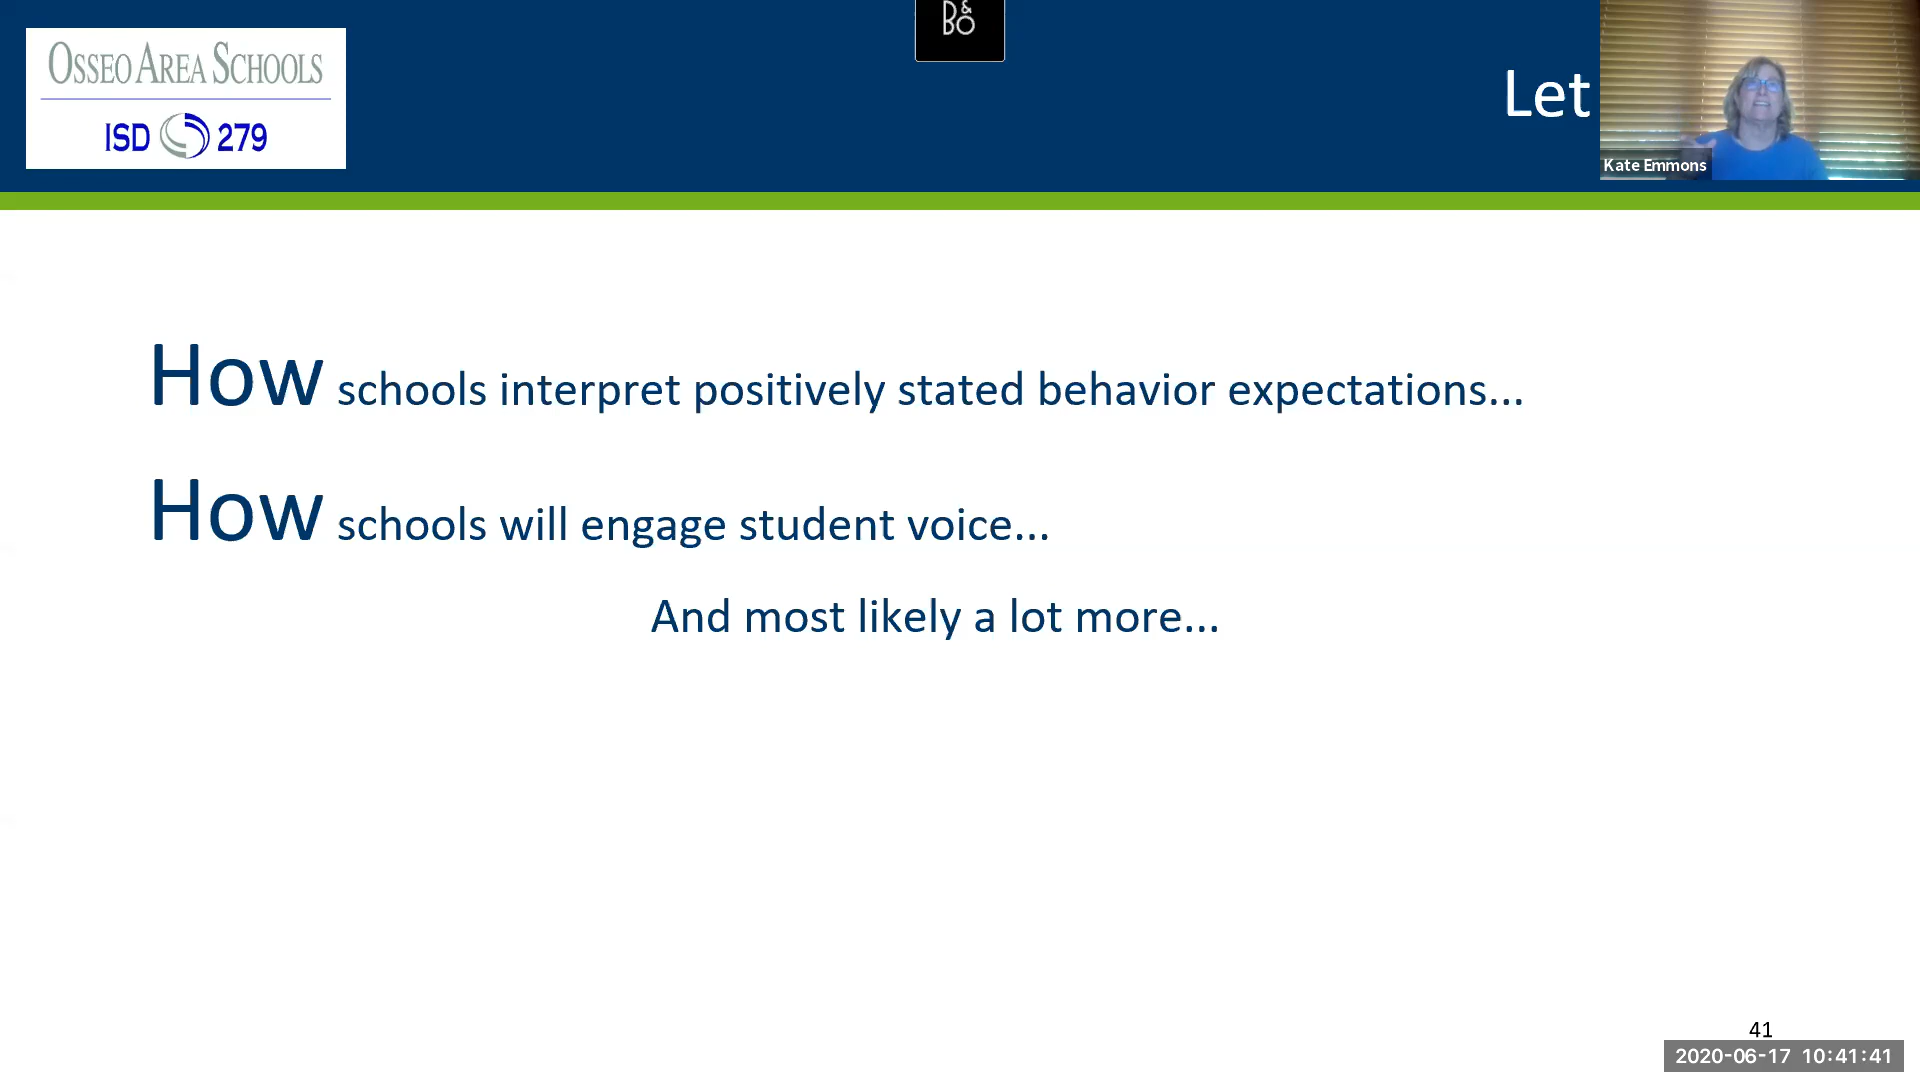 OSSEO AREA SCHOOLS
ISD 279
B&O
Let
Kate Emmons
How schools interpret positively stated behavior expectations...
How schools will engage student voice...
And most likely a lot more...
41
2020-06-17 10:41:41